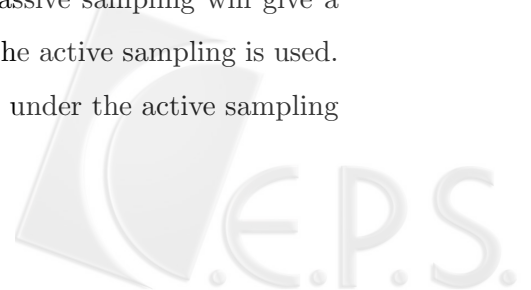 assive sampling will give a
he active sampling is used.
under the active sampling
C.E.P.S.